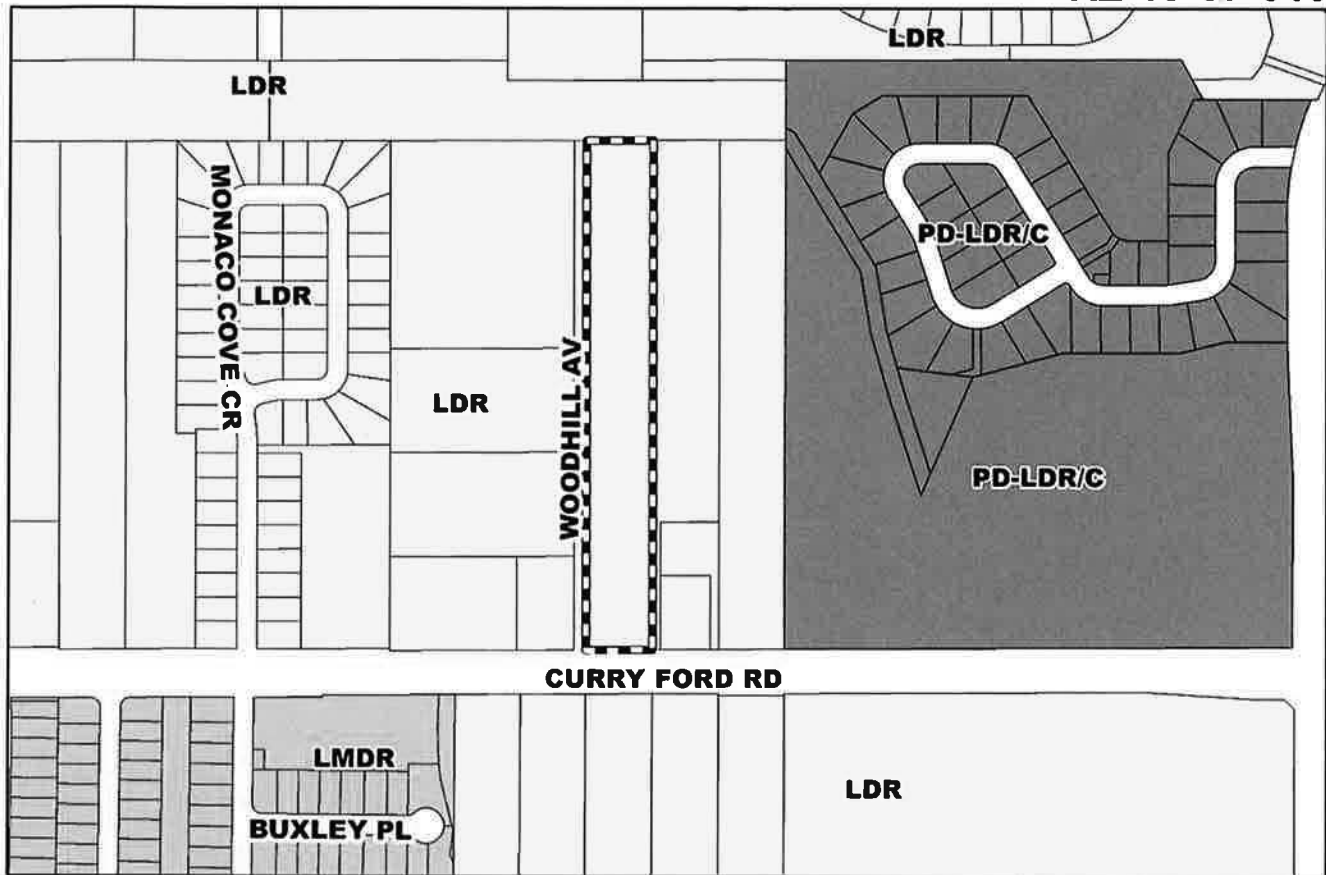 LDR
LDR
MONACO COVE CR
LDR
PD-LDR/C
WOODHILL AV
LDR
PD-LDR/C
CURRY FORD RD
LMDR
LDR
BUXLEY PL